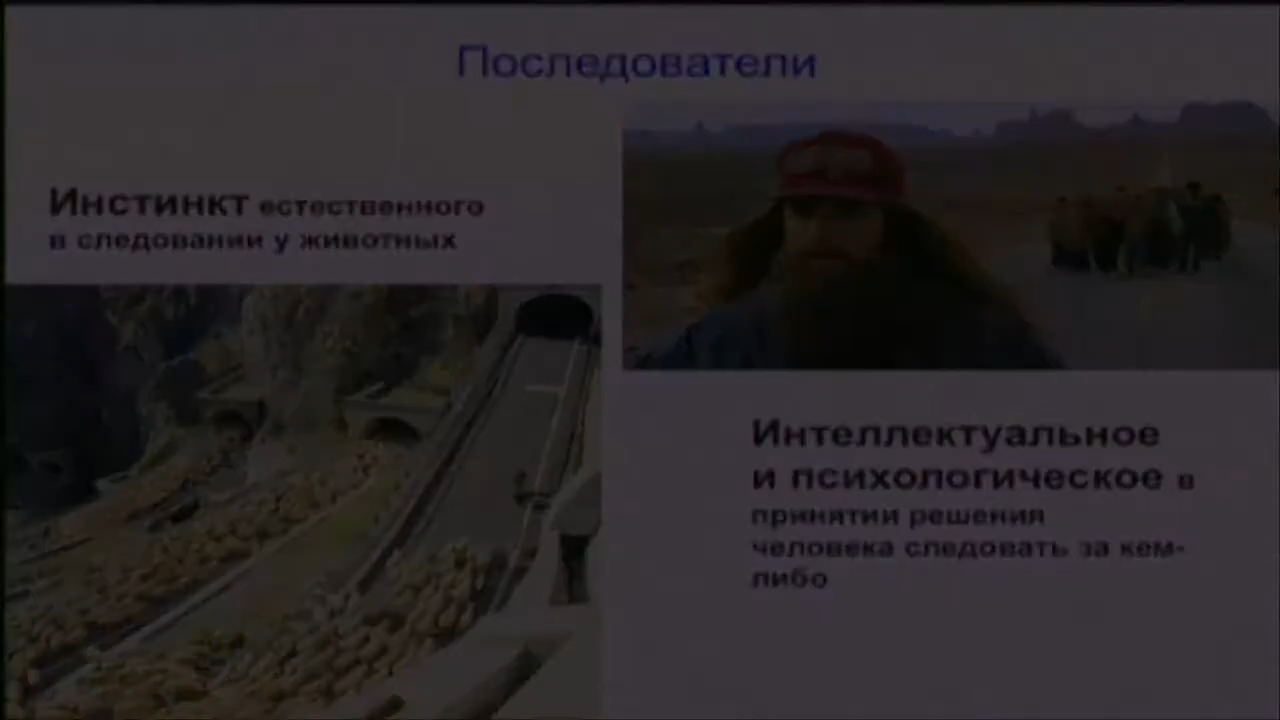 Последователи
Инстинкт естественного
в следовании у животных
Интеллектуальное
и психологическое в
принятии решения
человека следовать за кем-
либо